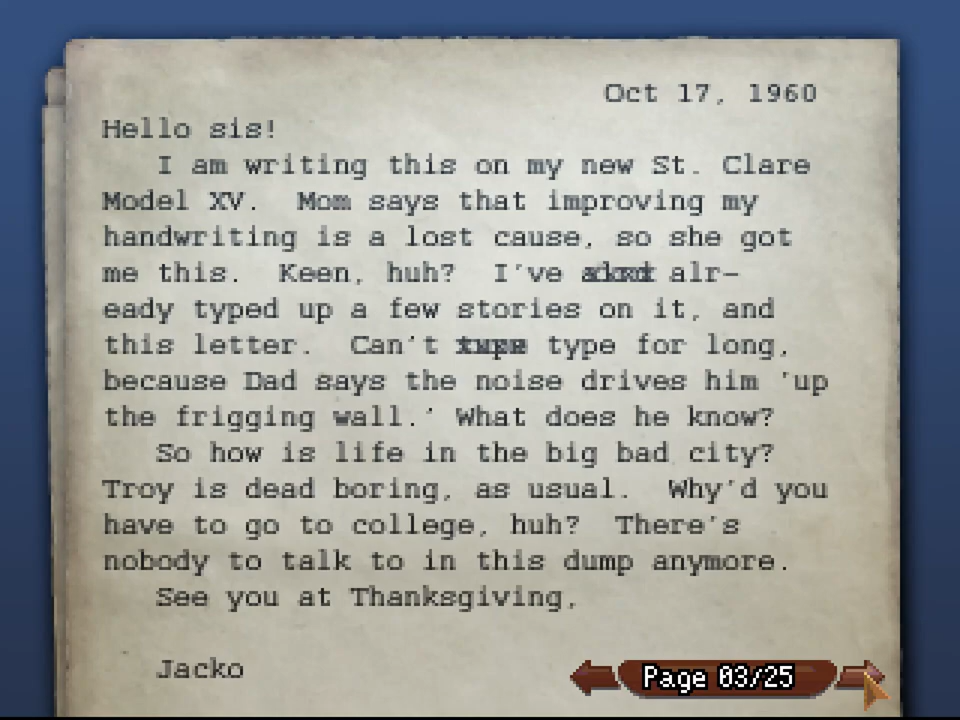 Oct 17, 1960
Hello sis!
I am writing this on my new St. Clare
Model XV.  Mom says that improving my
handwriting is a lost cause, so she got
me this.  Keen, huh?  I've alr-
eady typed up a few stories on it, and
this letter.  Can't type for long,
because Dad says the noise drives him 'up
the frigging wall.' What does he know?
So how is life in the big bad city?
Troy is dead boring, as usual.  Why'd you
have to go to college, huh?  There's
nobody to talk to in this dump anymore.
See you at Thanksgiving,
Jacko
Page 03/25